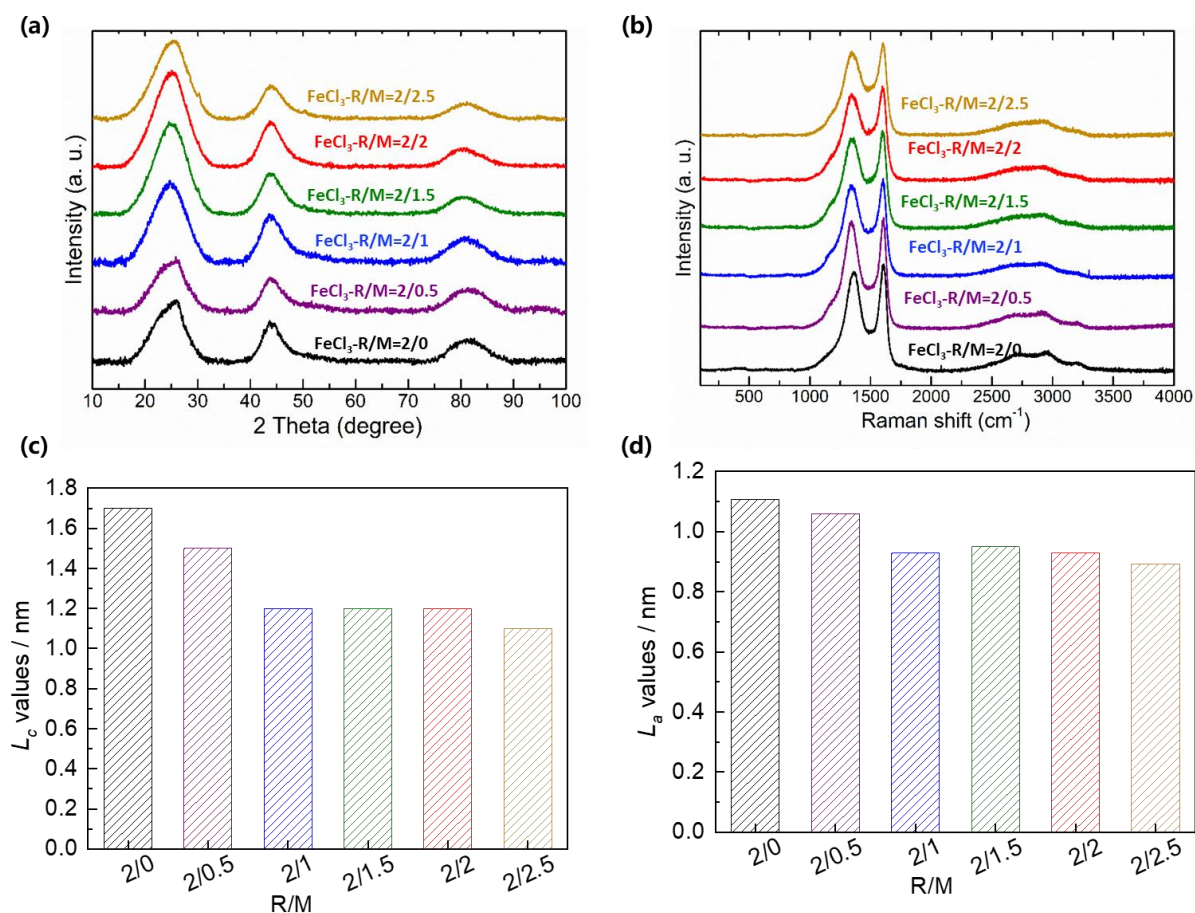 (a)
FeCl₃-R/M=2/2.5
FeCl₃-R/M=2/2
FeCl₃-R/M=2/1.5
FeCl₃-R/M=2/1
FeCl₃-R/M=2/0.5
FeCl₃-R/M=2/0
Intensity (a. u.)
10 20 30 40 50 60 70 80 90 100
2 Theta (degree)
(b)
FeCl₃-R/M=2/2.5
FeCl₃-R/M=2/2
FeCl₃-R/M=2/1.5
FeCl₃-R/M=2/1
FeCl₃-R/M=2/0.5
FeCl₃-R/M=2/0
Intensity (a. u.)
500 1000 1500 2000 2500 3000 3500 4000
Raman shift (cm⁻¹)
(c)
1.8
1.6
1.4
1.2
1.0
0.8
0.6
0.4
0.2
0.0
Lc values / nm
2/0 2/0.5 2/1 2/1.5 2/2 2/2.5
R/M
(d)
1.2
1.0
0.8
0.6
0.4
0.2
0.0
La values / nm
2/0 2/0.5 2/1 2/1.5 2/2 2/2.5
R/M